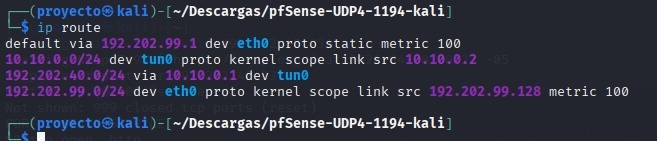 ┌──(proyecto㉿kali)-[~/Descargas/pfSense-UDP4-1194-kali]
└─$ ip route
default via 192.202.99.1 dev eth0 proto static metric 100
10.10.0.0/24 dev tun0 proto kernel scope link src 10.10.0.2
192.202.40.0/24 via 10.10.0.1 dev tun0
192.202.99.0/24 dev eth0 proto kernel scope link src 192.202.99.128 metric 100
┌──(proyecto㉿kali)-[~/Descargas/pfSense-UDP4-1194-kali]
└─$